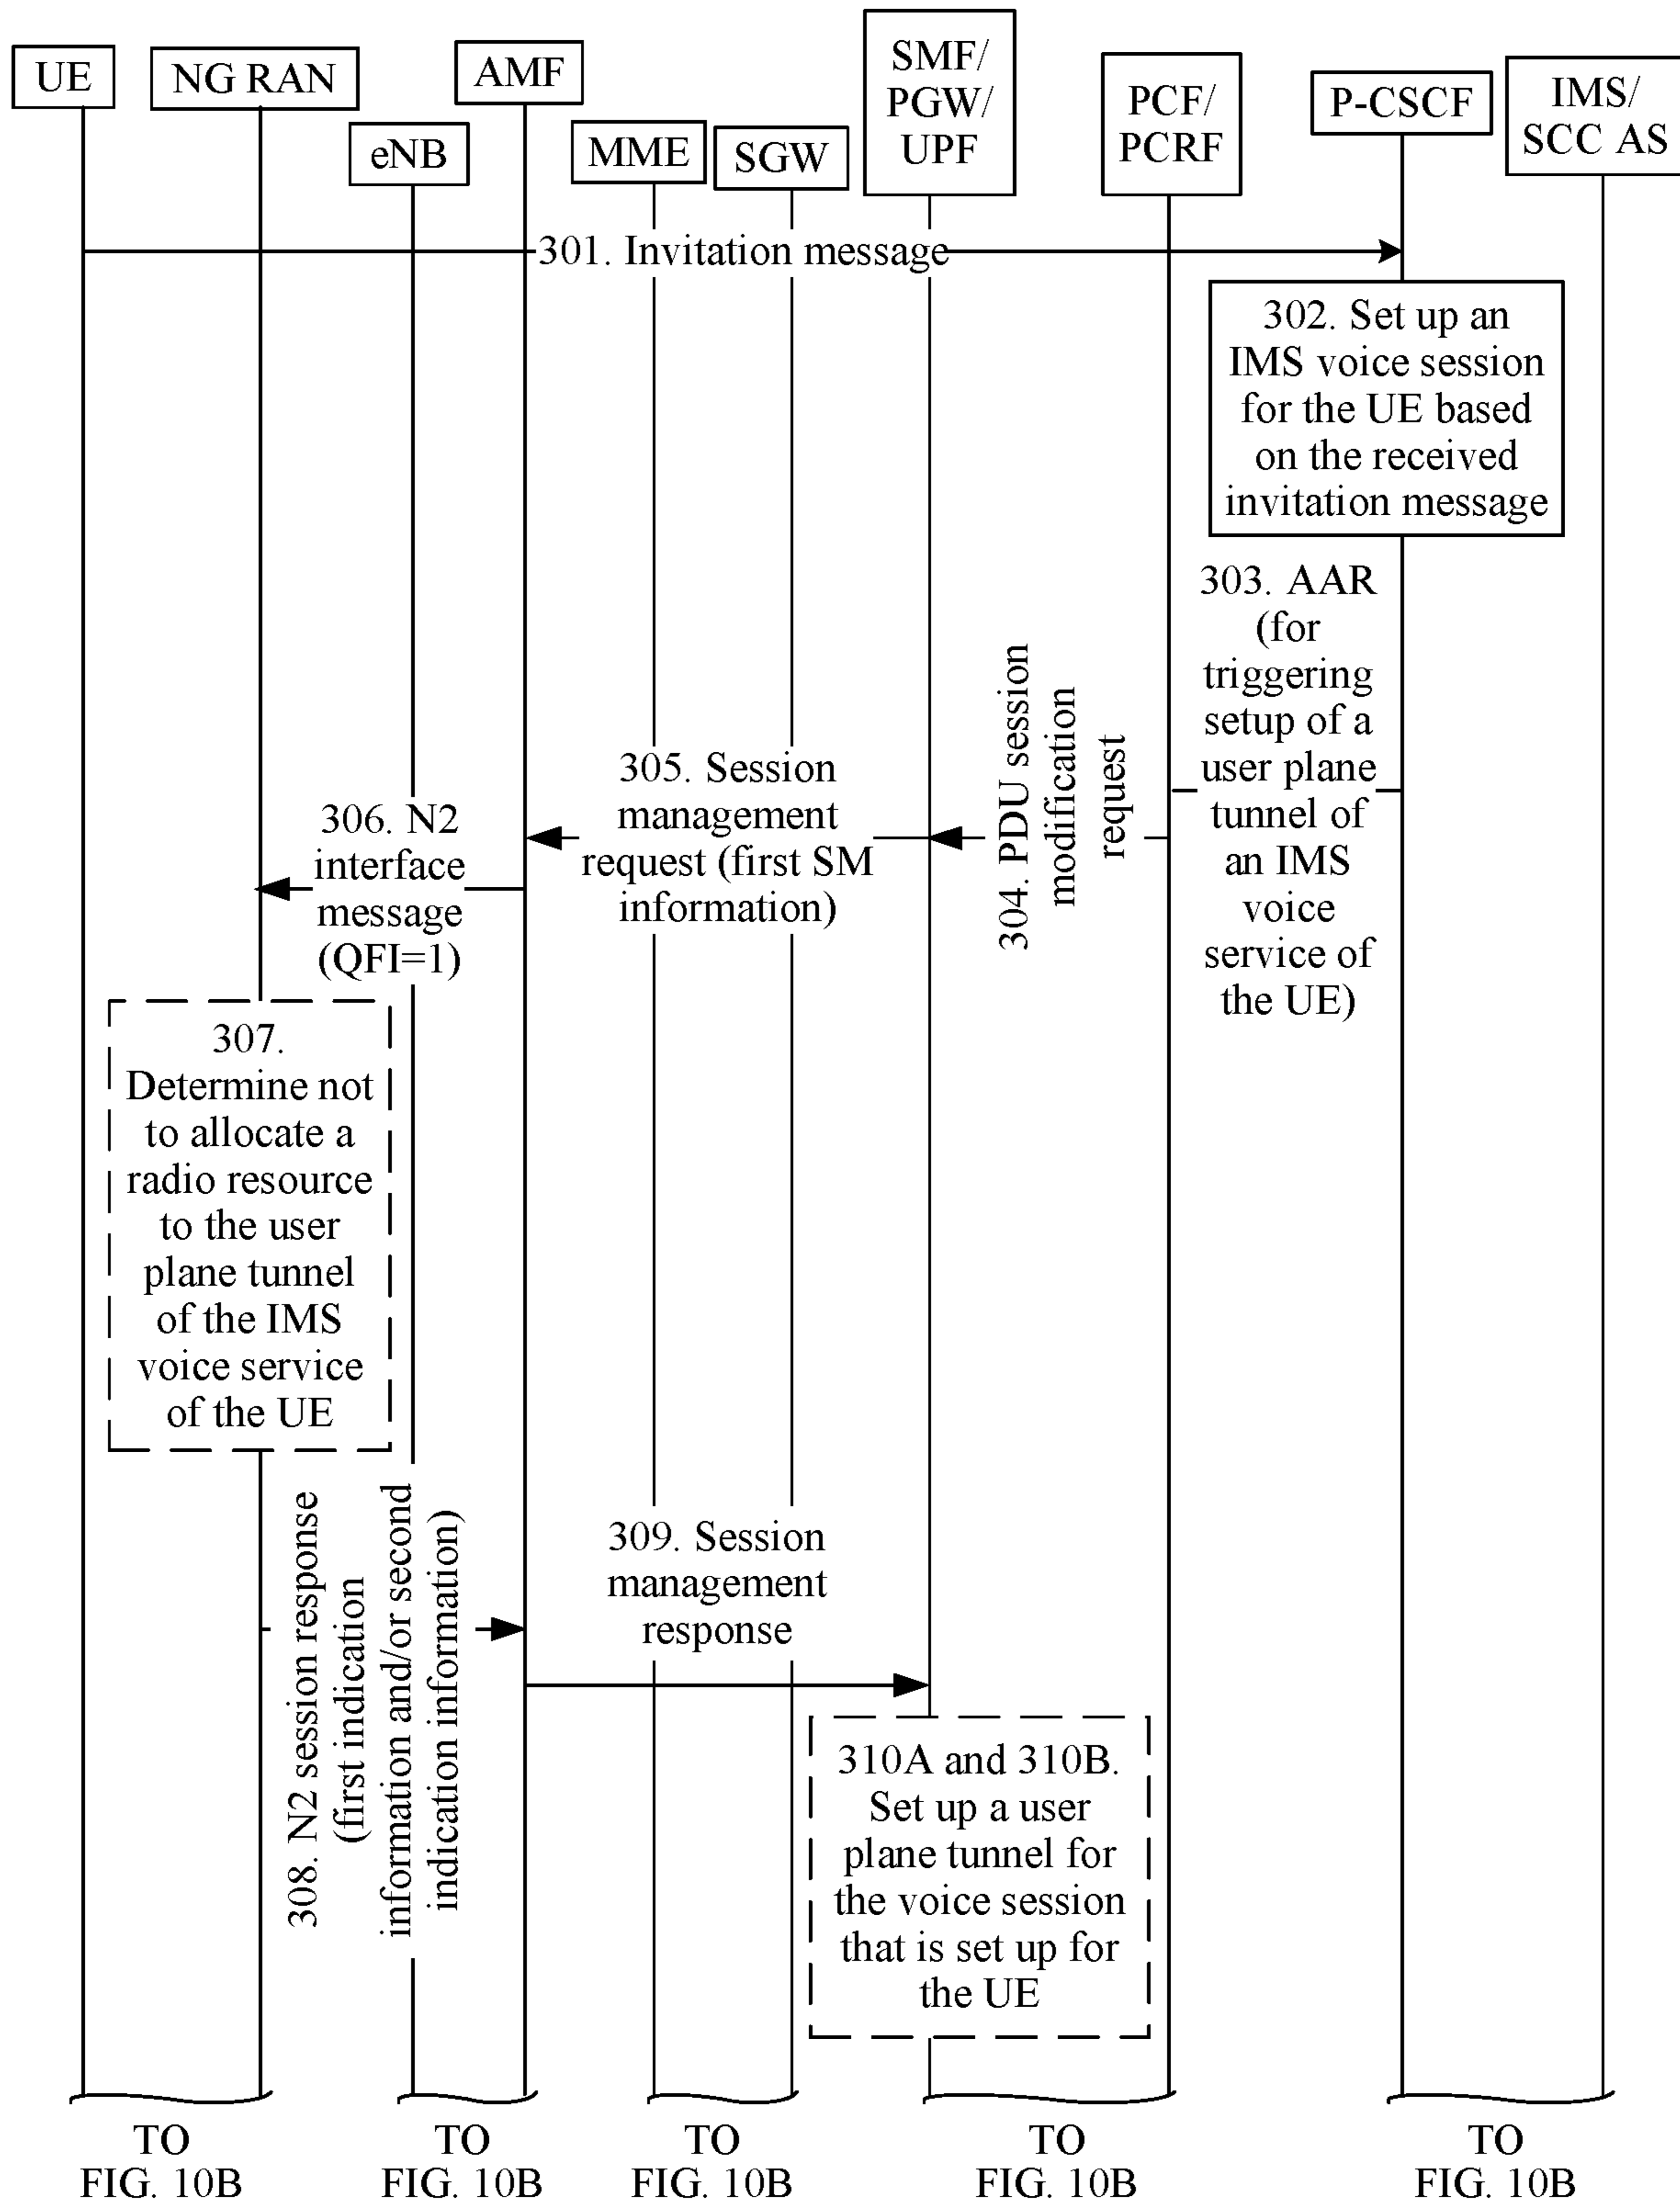 UE
NG RAN
eNB
AMF
MME
SGW
SMF/
PGW/
UPF
PCF/
PCRF
P-CSCF
IMS/
SCC AS
301. Invitation message
302. Set up an
IMS voice session
for the UE based
on the received
invitation message
303. AAR
(for
triggering
setup of a
user plane
tunnel of
an IMS
voice
service of
the UE)
304. PDU session
modification
request
305. Session
management
request (first SM
information)
306. N2
interface
message
(QFI=1)
307.
Determine not
to allocate a
radio resource
to the user
plane tunnel
of the IMS
voice service
of the UE
308. N2 session response
(first indication
information and/or second
indication information)
309. Session
management
response
310A and 310B.
Set up a user
plane tunnel for
the voice session
that is set up for
the UE
TO
FIG. 10B
TO
FIG. 10B
TO
FIG. 10B
TO
FIG. 10B
TO
FIG. 10B